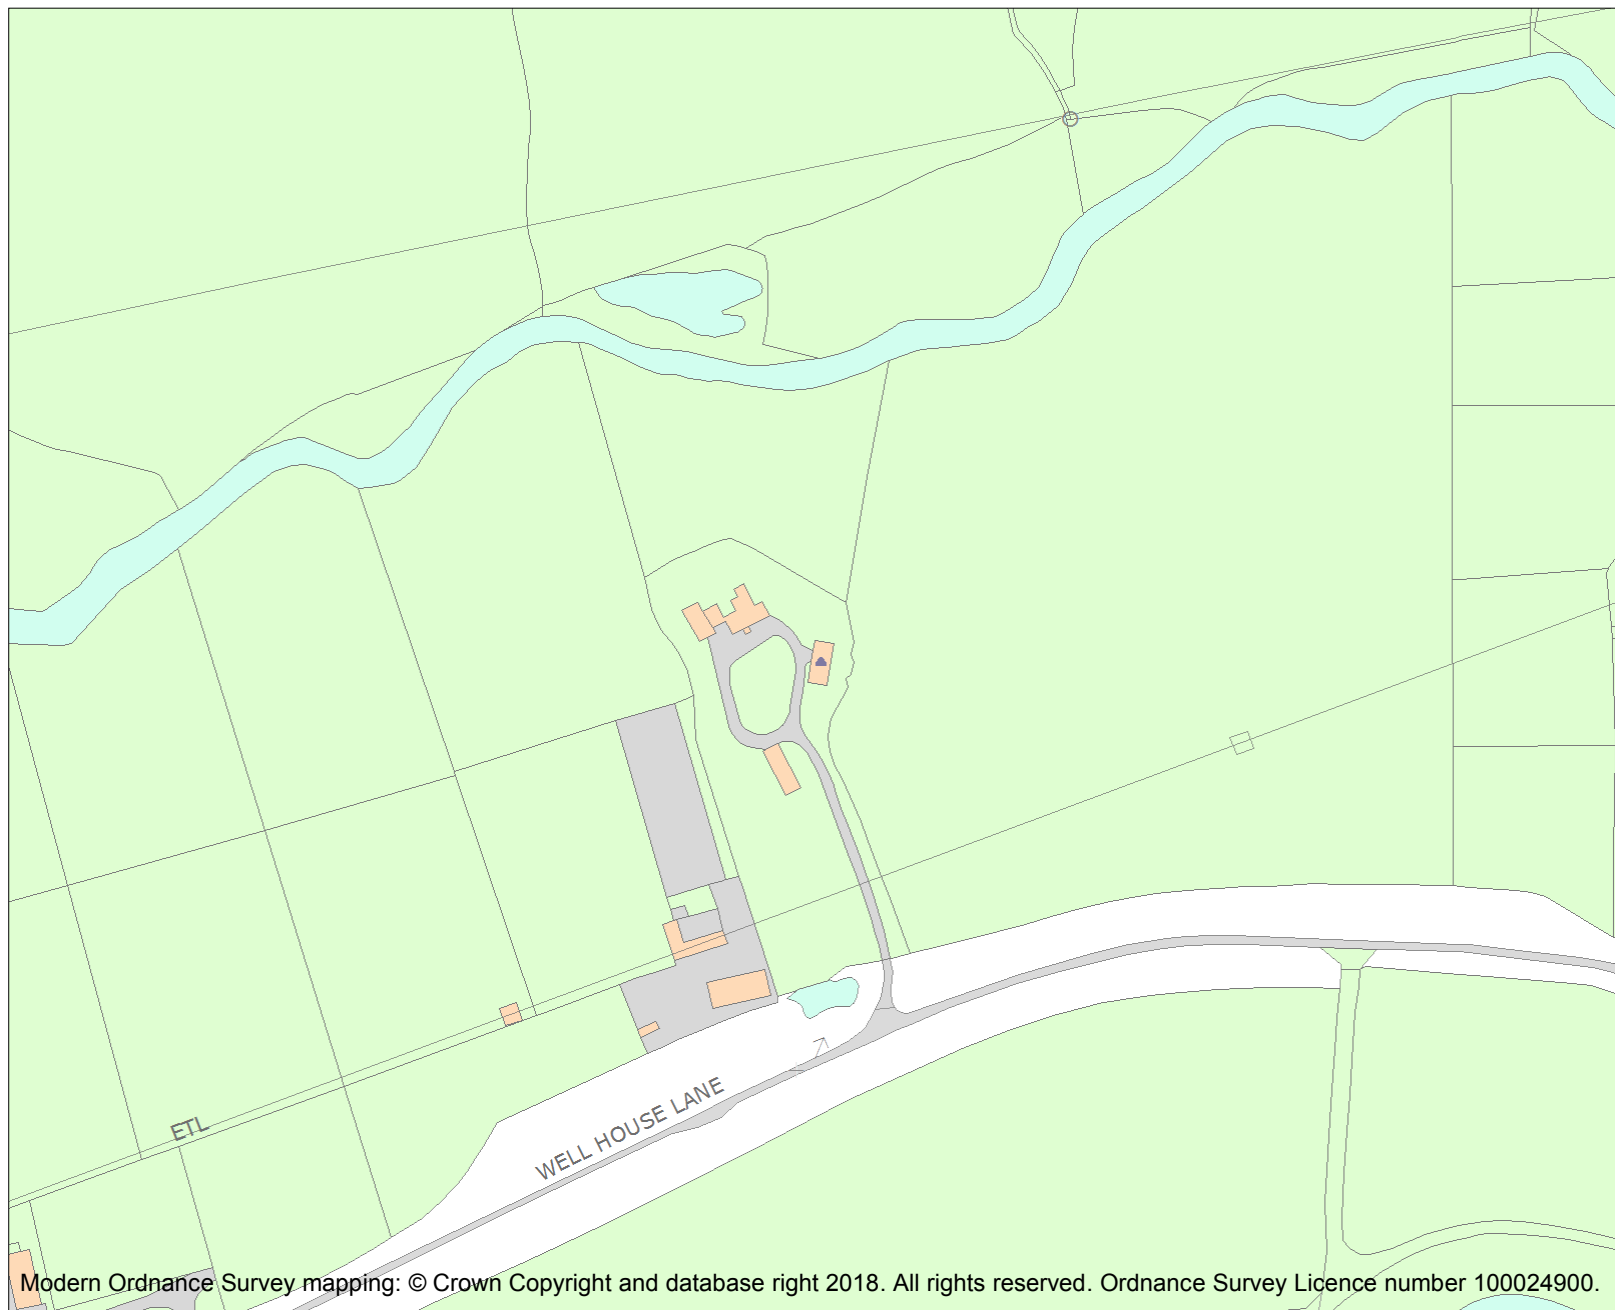 ETL
WELL HOUSE LANE
Modern Ordnance Survey mapping: © Crown Copyright and database right 2018. All rights reserved. Ordnance Survey Licence number 100024900.